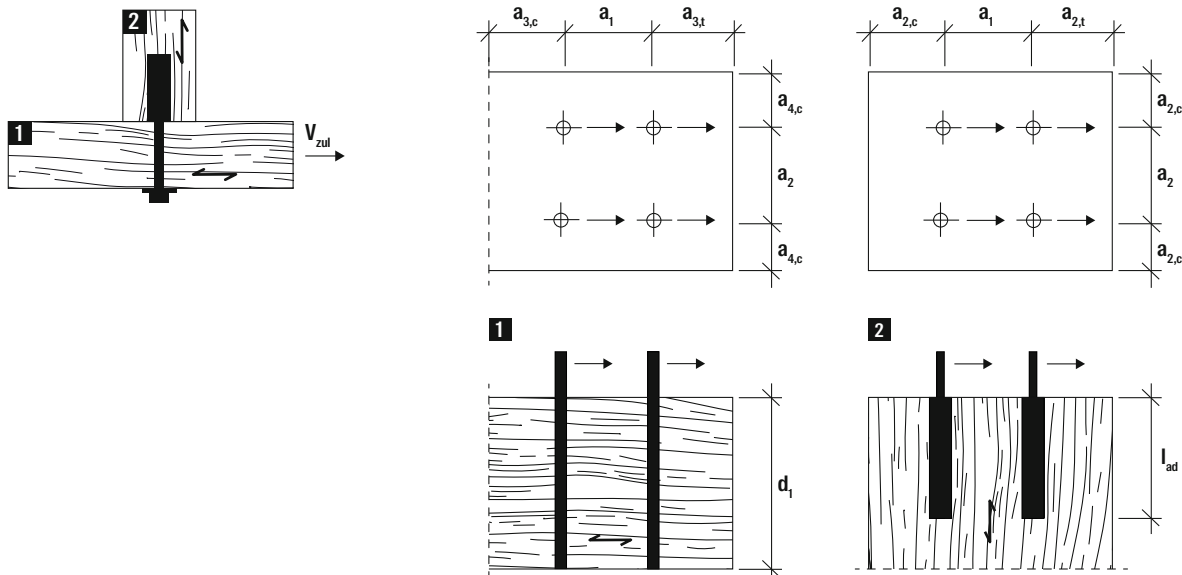 2
1
V_zul
a_3,c a_1 a_3,t
a_4,c
a_2
a_4,c
a_2,c a_1 a_2,t
a_2,c
a_2
a_2,c
1
d_1
2
l_ad